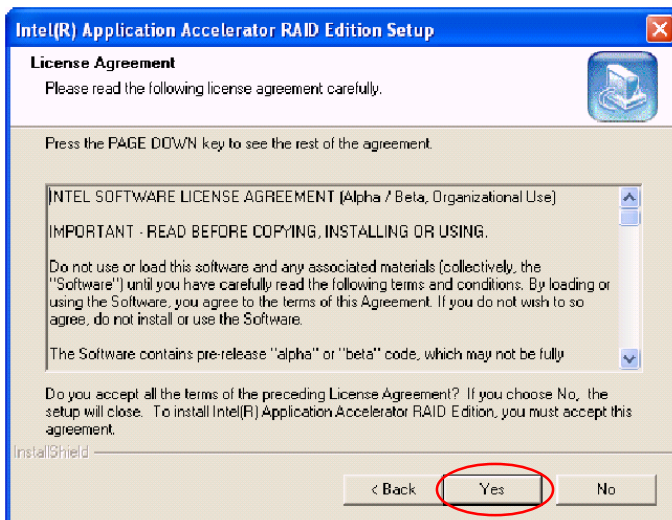 Intel(R) Application Accelerator RAID Edition Setup
License Agreement
Please read the following license agreement carefully.
Press the PAGE DOWN key to see the rest of the agreement.
INTEL SOFTWARE LICENSE AGREEMENT (Alpha / Beta, Organizational Use)
IMPORTANT - READ BEFORE COPYING, INSTALLING OR USING.
Do not use or load this software and any associated materials (collectively, the
"Software") until you have carefully read the following terms and conditions. By loading or
using the Software, you agree to the terms of this Agreement. If you do not wish to so
agree, do not install or use the Software.
The Software contains pre-release "alpha" or "beta" code, which may not be fully
Do you accept all the terms of the preceding License Agreement? If you choose No, the
setup will close. To install Intel(R) Application Accelerator RAID Edition, you must accept this
agreement.
InstallShield
< Back
Yes
No